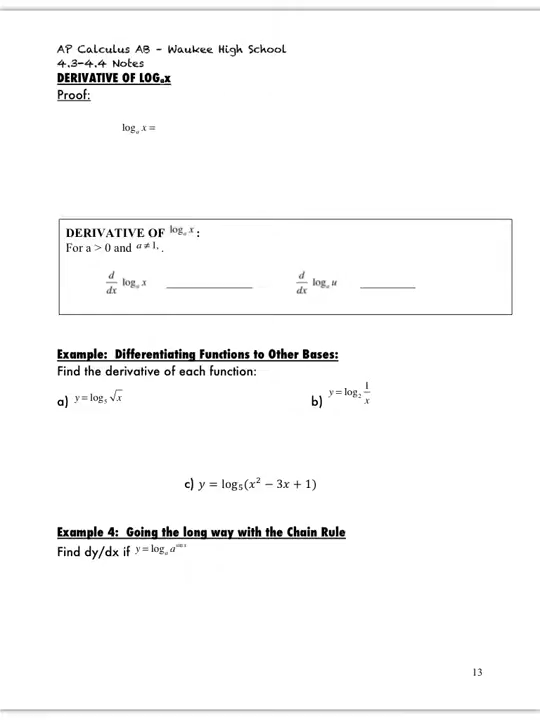 AP Calculus AB - Waukee High School
4.3-4.4 Notes
DERIVATIVE OF LOGₐx
Proof:
logₐ x =
DERIVATIVE OF logₐ x :
For a > 0 and a ≠ 1, .
d/dx logₐ x ____________ d/dx logₐ u ________
Example: Differentiating Functions to Other Bases:
Find the derivative of each function:
a) y = log₅ √x b) y = log₂ 1/x
c) y = log₅(x² − 3x + 1)
Example 4: Going the long way with the Chain Rule
Find dy/dx if y = logₐ a
13